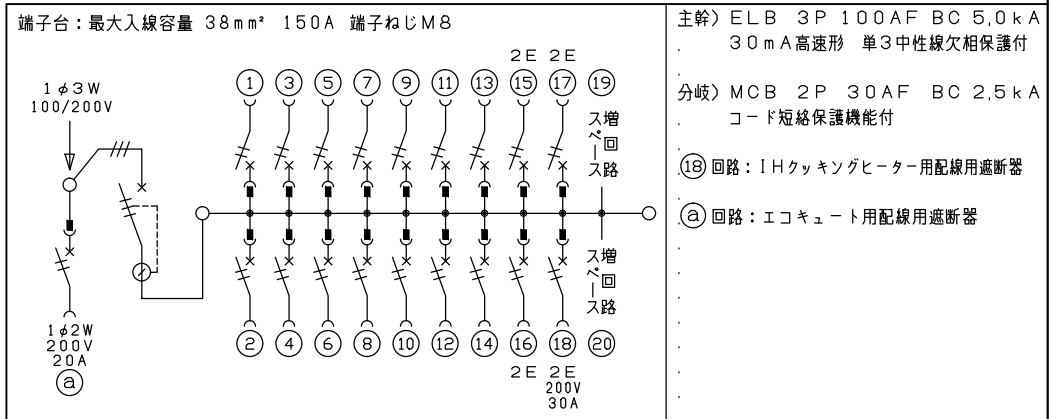 端子台：最大入線容量 38mm² 150A 端子ねじM8
2E 2E
① ③ ⑤ ⑦ ⑨ ⑪ ⑬ ⑮ ⑰ ⑲
1φ3W
100/200V
増回路
スペース
増回路
スペース
1φ2W
200V
20A
ⓐ
② ④ ⑥ ⑧ ⑩ ⑫ ⑭ ⑯ ⑱ ⑳
2E 2E
200V
30A
主幹）ELB 3P 100AF BC 5,0kA
30mA高速形 単3中性線欠相保護付
分岐）MCB 2P 30AF BC 2,5kA
コード短絡保護機能付
⑱回路：IHクッキングヒーター用配線用遮断器
ⓐ回路：エコキュート用配線用遮断器